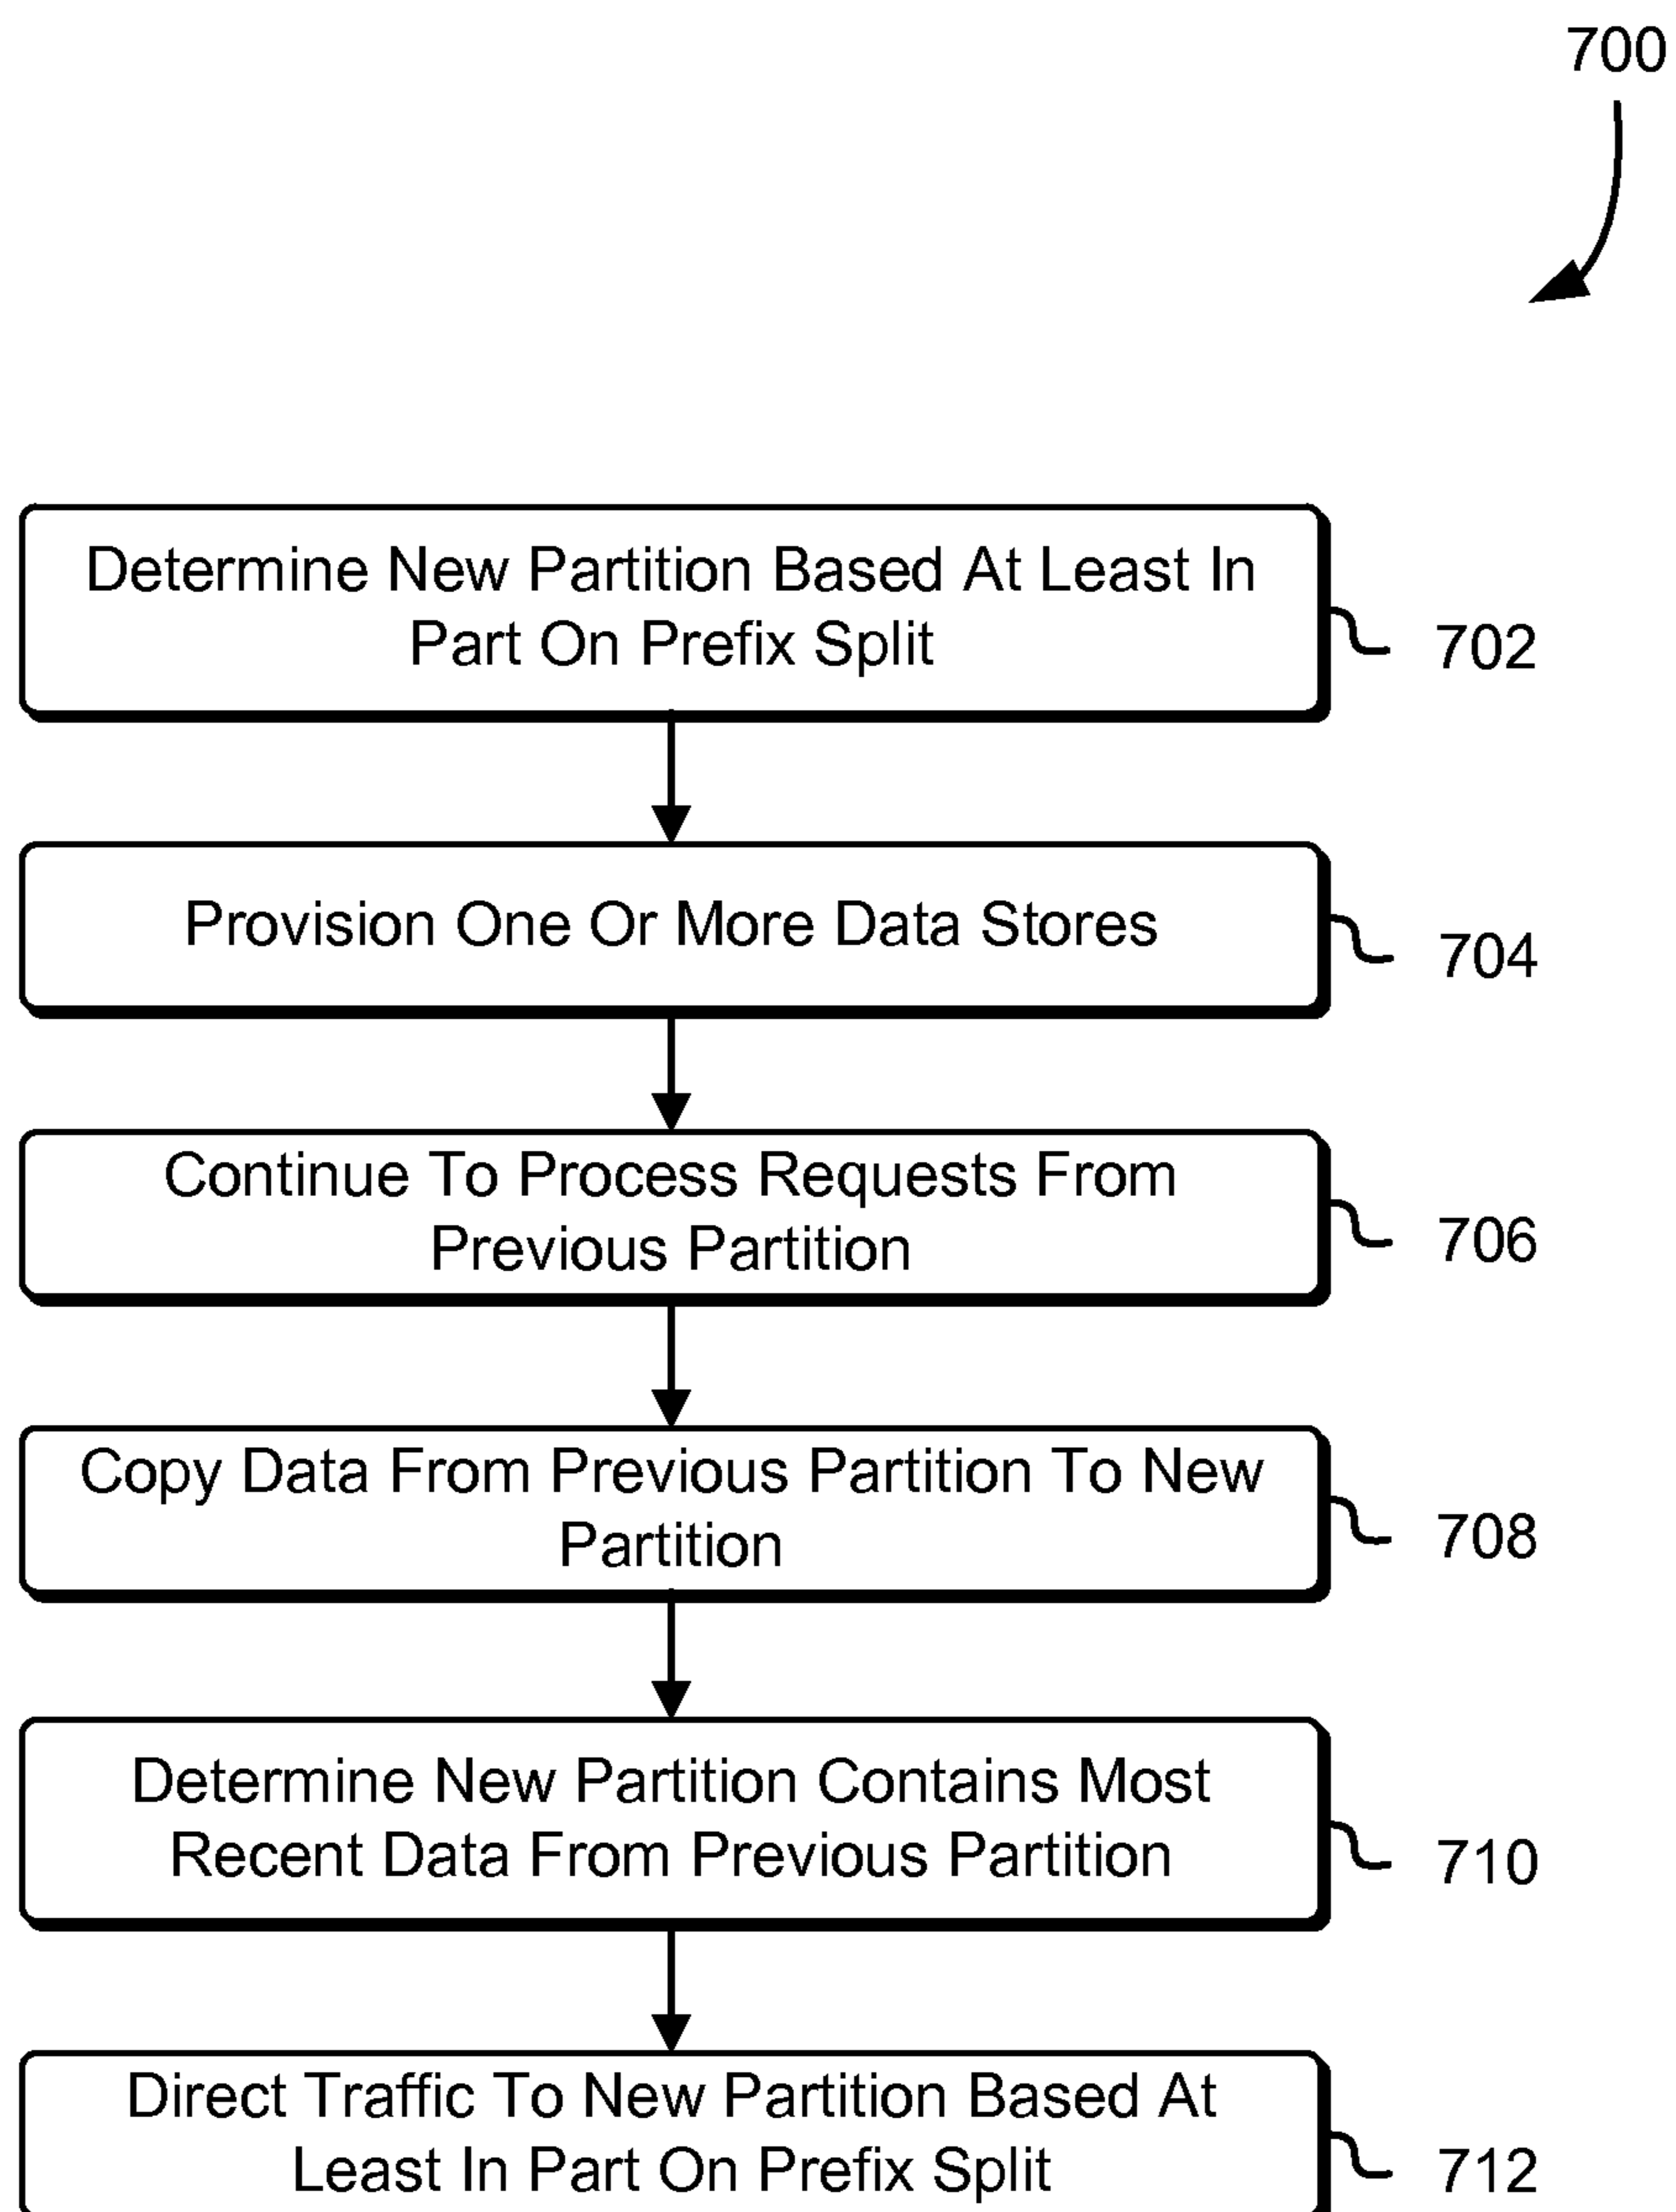 700
Determine New Partition Based At Least In
Part On Prefix Split
702
Provision One Or More Data Stores
704
Continue To Process Requests From
Previous Partition
706
Copy Data From Previous Partition To New
Partition
708
Determine New Partition Contains Most
Recent Data From Previous Partition
710
Direct Traffic To New Partition Based At
Least In Part On Prefix Split
712